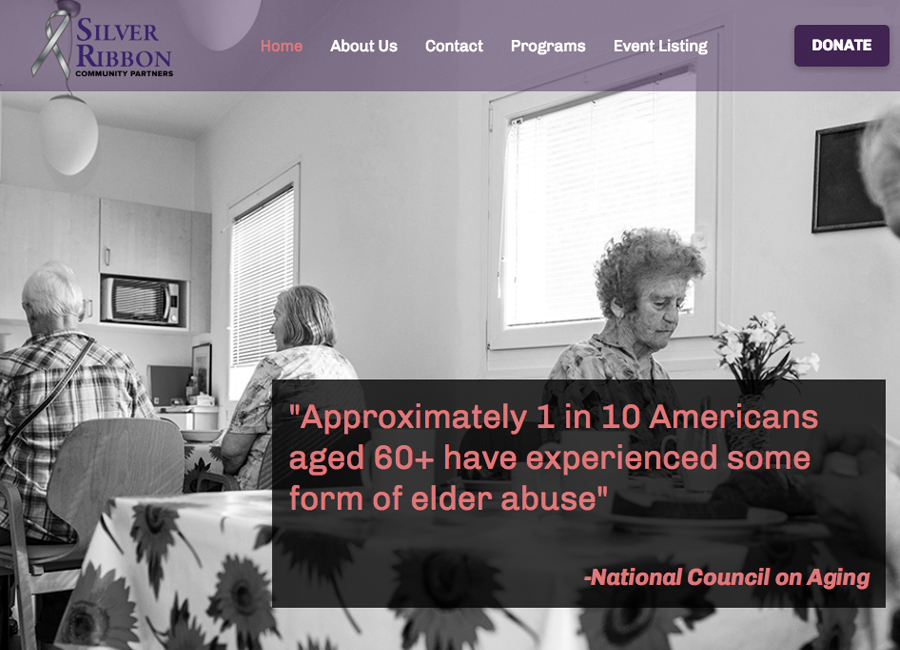 SILVER
RIBBON
COMMUNITY PARTNERS
Home About Us Contact Programs Event Listing
DONATE
"Approximately 1 in 10 Americans
aged 60+ have experienced some
form of elder abuse"
-National Council on Aging